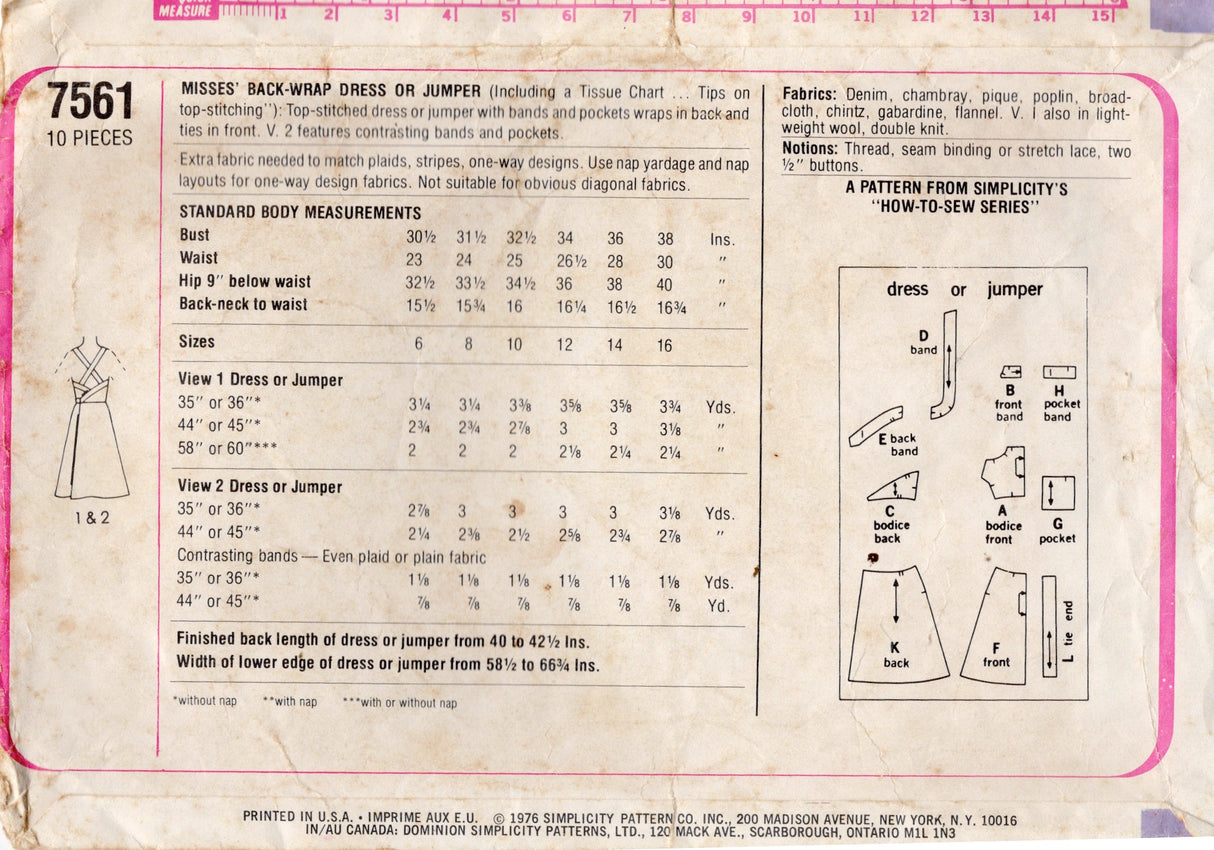 QUICK
MEASURE 1 2 3 4 5 6 7 8 9 10 11 12 13 14 15
7561
10 PIECES
MISSES' BACK-WRAP DRESS OR JUMPER (Including a Tissue Chart ... Tips on
top-stitching''): Top-stitched dress or jumper with bands and pockets wraps in back and
ties in front. V. 2 features contrasting bands and pockets.
Extra fabric needed to match plaids, stripes, one-way designs. Use nap yardage and nap
layouts for one-way design fabrics. Not suitable for obvious diagonal fabrics.
STANDARD BODY MEASUREMENTS
Bust 30½ 31½ 32½ 34 36 38 Ins.
Waist 23 24 25 26½ 28 30 "
Hip 9" below waist 32½ 33½ 34½ 36 38 40 "
Back-neck to waist 15½ 15¾ 16 16¼ 16½ 16¾ "
Sizes 6 8 10 12 14 16
View 1 Dress or Jumper
35" or 36"* 3¼ 3¼ 3⅜ 3⅝ 3⅝ 3¾ Yds.
44" or 45"* 2¾ 2¾ 2⅞ 3 3 3⅛ "
58" or 60"*** 2 2 2 2⅛ 2¼ 2¼ "
View 2 Dress or Jumper
35" or 36"* 2⅞ 3 3 3 3 3⅛ Yds.
44" or 45"* 2¼ 2⅜ 2½ 2⅝ 2¾ 2⅞ "
Contrasting bands — Even plaid or plain fabric
35" or 36"* 1⅛ 1⅛ 1⅛ 1⅛ 1⅛ 1⅛ Yds.
44" or 45"* ⅞ ⅞ ⅞ ⅞ ⅞ ⅞ Yd.
Finished back length of dress or jumper from 40 to 42½ Ins.
Width of lower edge of dress or jumper from 58½ to 66¾ Ins.
*without nap **with nap ***with or without nap
1 & 2
Fabrics: Denim, chambray, pique, poplin, broad-
cloth, chintz, gabardine, flannel. V. I also in light-
weight wool, double knit.
Notions: Thread, seam binding or stretch lace, two
½" buttons.
A PATTERN FROM SIMPLICITY'S
"HOW-TO-SEW SERIES"
dress or jumper
D
band
B
front
band
H
pocket
band
E back
band
C
bodice
back
A
bodice
front
G
pocket
K
back
F
front
L tie end
PRINTED IN U.S.A. • IMPRIME AUX E.U. © 1976 SIMPLICITY PATTERN CO. INC., 200 MADISON AVENUE, NEW YORK, N.Y. 10016
IN/AU CANADA: DOMINION SIMPLICITY PATTERNS, LTD., 120 MACK AVE., SCARBOROUGH, ONTARIO M1L 1N3